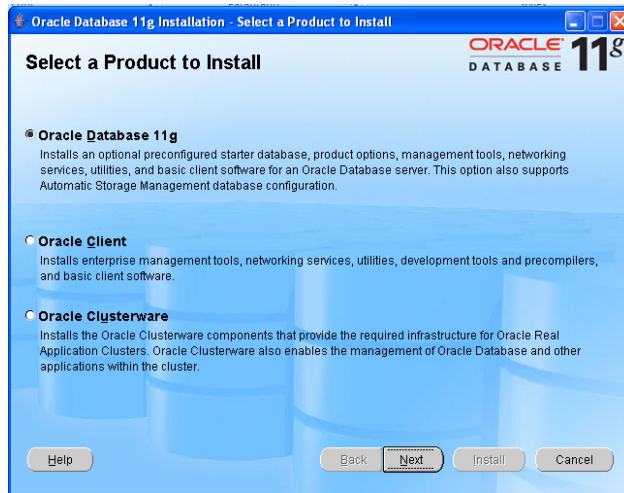 Oracle Database 11g Installation - Select a Product to Install
Select a Product to Install
ORACLE 11g
DATABASE
Oracle Database 11g
Installs an optional preconfigured starter database, product options, management tools, networking
services, utilities, and basic client software for an Oracle Database server. This option also supports
Automatic Storage Management database configuration.
Oracle Client
Installs enterprise management tools, networking services, utilities, development tools and precompilers,
and basic client software.
Oracle Clusterware
Installs the Oracle Clusterware components that provide the required infrastructure for Oracle Real
Application Clusters. Oracle Clusterware also enables the management of Oracle Database and other
applications within the cluster.
Help Back Next Install Cancel